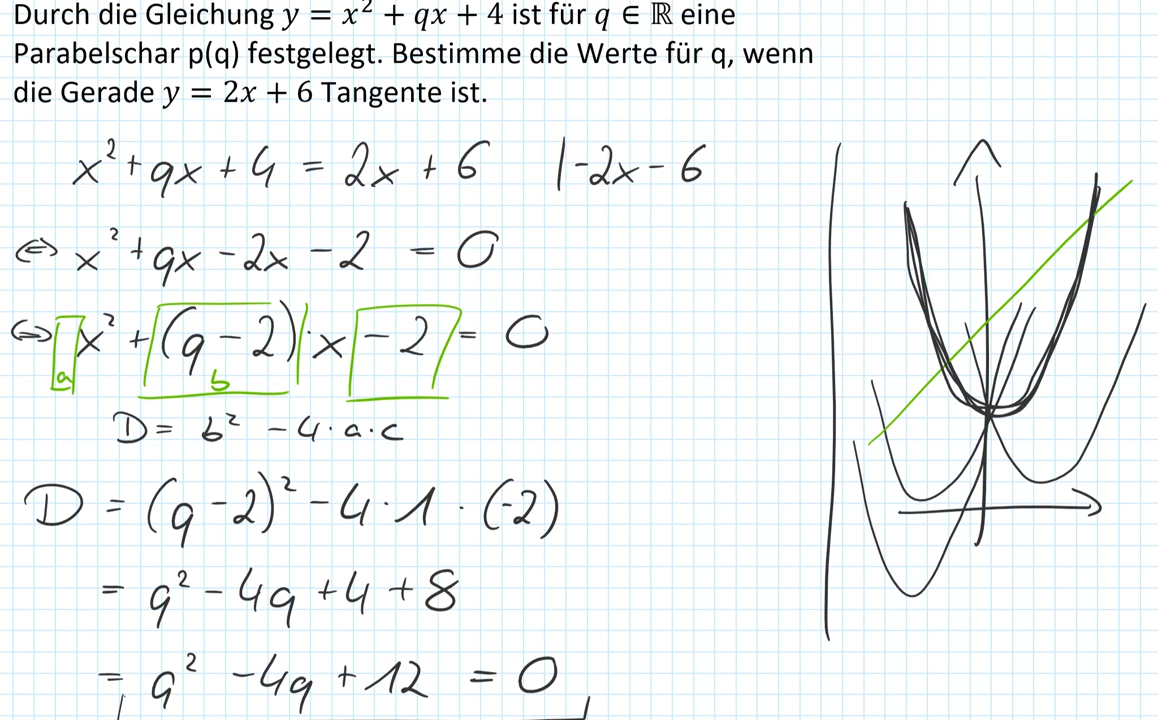 Durch die Gleichung y = x² + qx + 4 ist für q ∈ ℝ eine
Parabelschar p(q) festgelegt. Bestimme die Werte für q, wenn
die Gerade y = 2x + 6 Tangente ist.
x² + qx + 4 = 2x + 6 |-2x - 6
⇔ x² + qx - 2x - 2 = 0
⇔ x² + (q - 2) · x - 2 = 0
a b
D = b² - 4 · a · c
D = (q - 2)² - 4 · 1 · (-2)
= q² - 4q + 4 + 8
= q² - 4q + 12 = 0